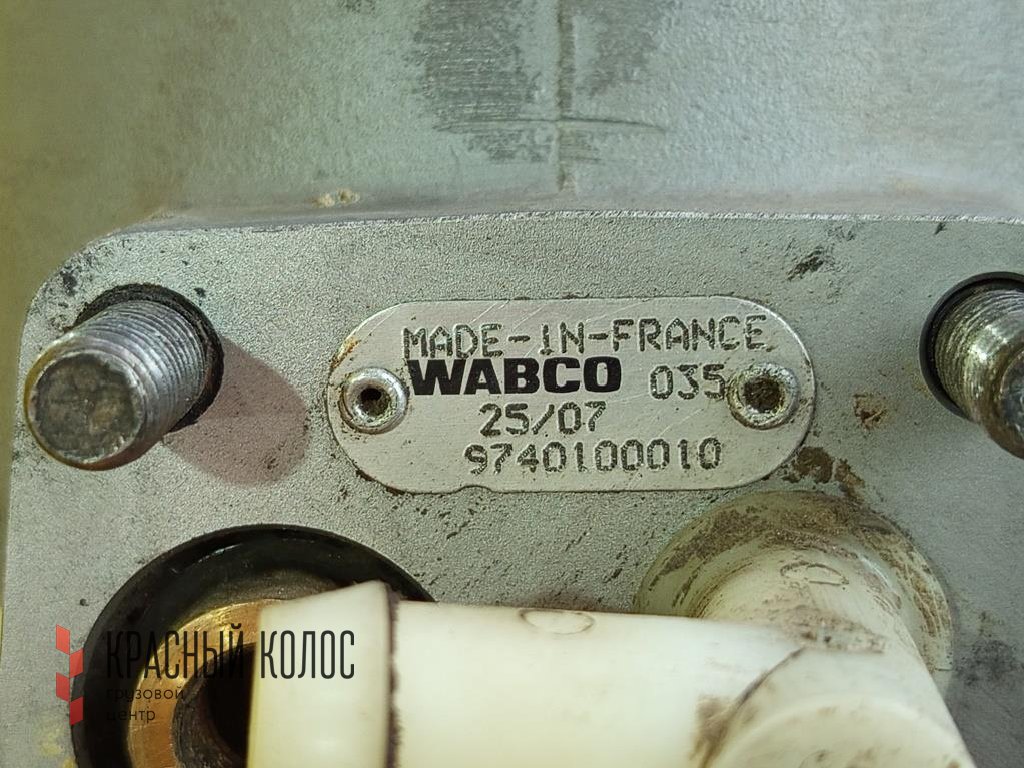 MADE-IN-FRANCE
WABCO 035
25/07
9740100010
КРАСНЫЙ КОЛОС
грузовой
центр